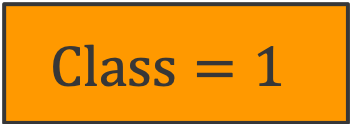 Class = 1